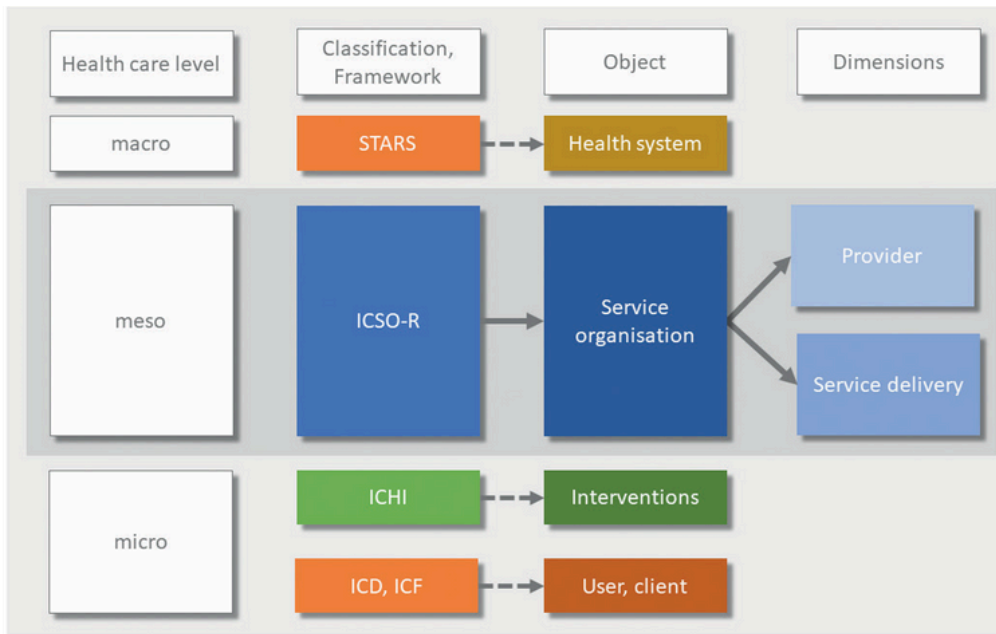 Health care level
Classification,
Framework
Object
Dimensions
macro
STARS
Health system
meso
ICSO-R
Service
organisation
Provider
Service delivery
micro
ICHI
Interventions
ICD, ICF
User, client